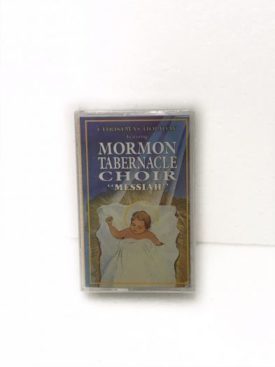 CHRISTMAS HOLIDAY
featuring
MORMON
TABERNACLE
CHOIR
"MESSIAH"